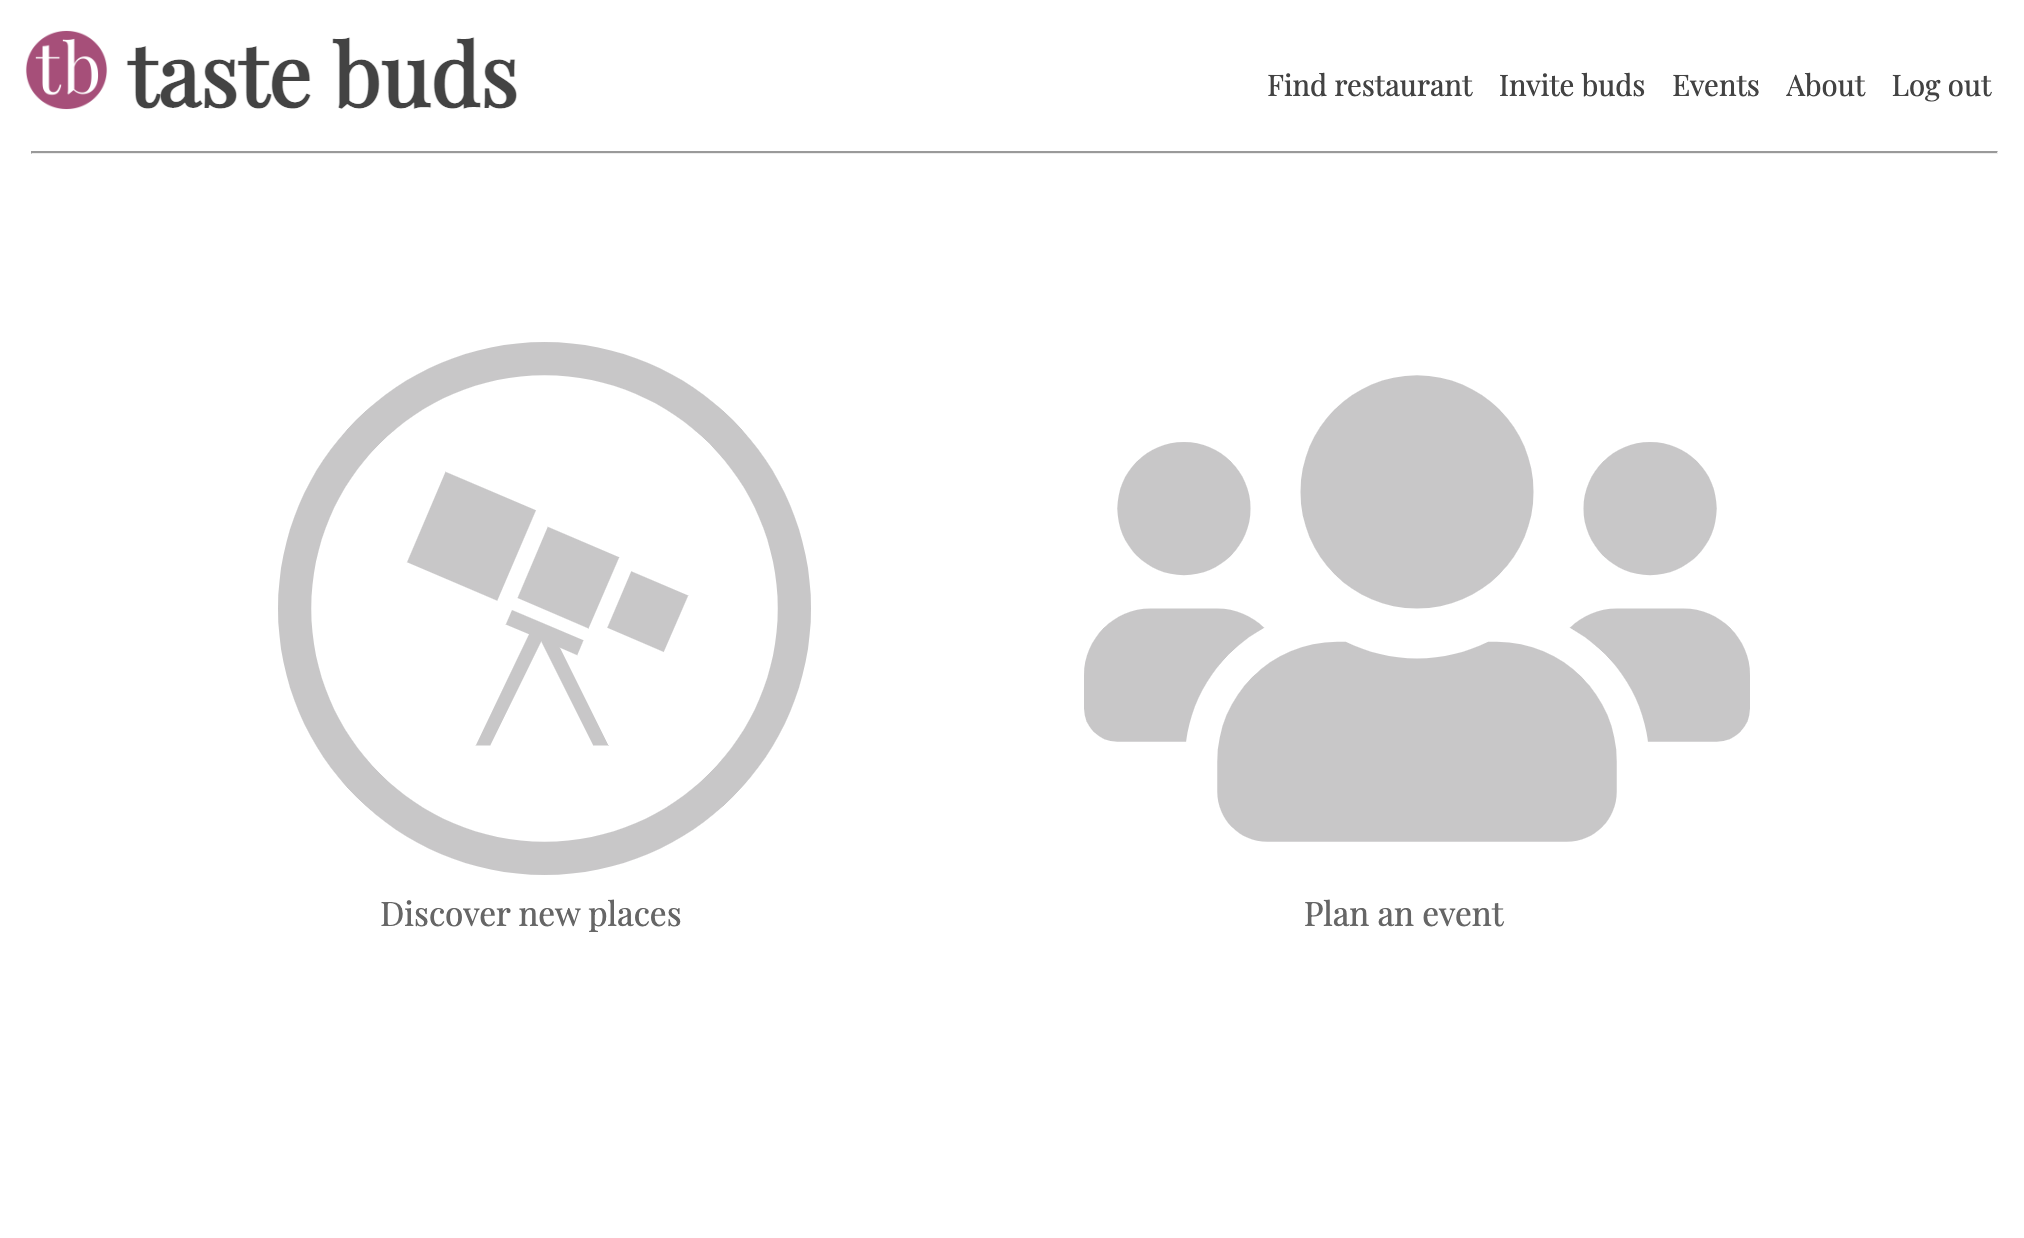 tb taste buds
Find restaurant Invite buds Events About Log out
Discover new places
Plan an event